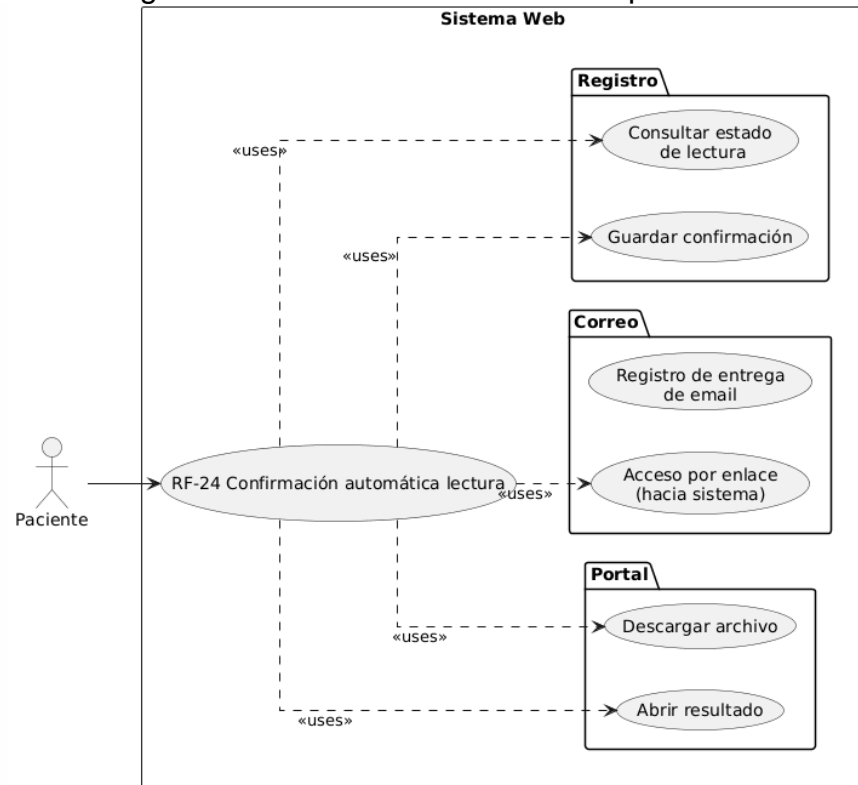 Sistema Web
Registro
Consultar estado
de lectura
«uses»
Guardar confirmación
«uses»
Correo
Registro de entrega
de email
Paciente
RF-24 Confirmación automática lectura
«uses»
Acceso por enlace
(hacia sistema)
Portal
Descargar archivo
«uses»
Abrir resultado
«uses»